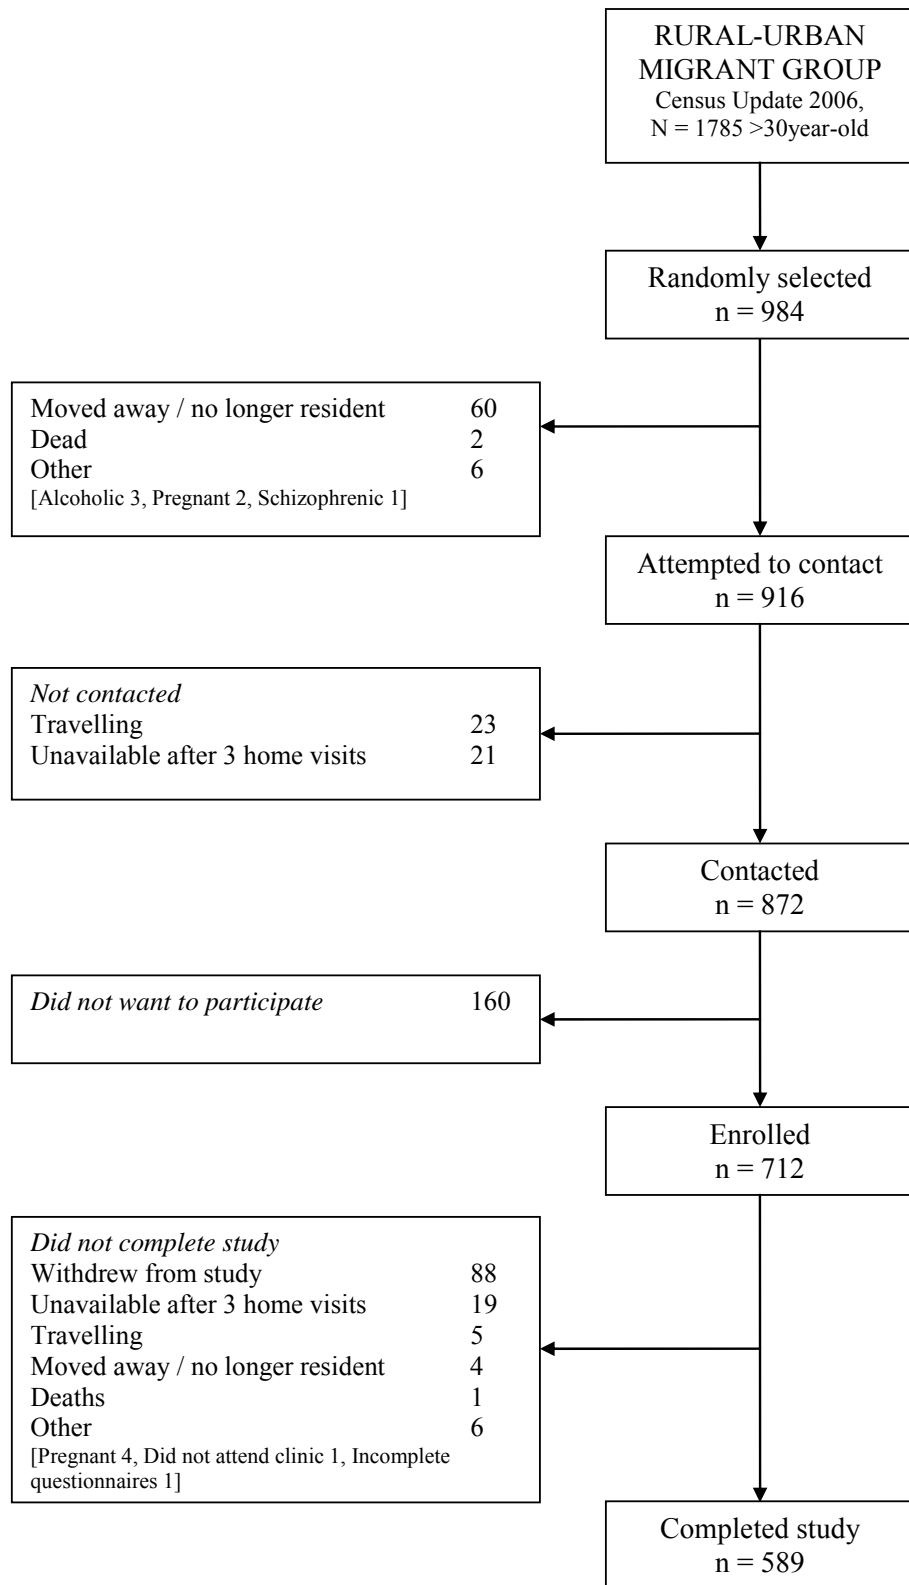 RURAL-URBAN
MIGRANT GROUP
Census Update 2006,
N = 1785 >30year-old
Randomly selected
n = 984
Moved away / no longer resident 60
Dead 2
Other 6
[Alcoholic 3, Pregnant 2, Schizophrenic 1]
Attempted to contact
n = 916
Not contacted
Travelling 23
Unavailable after 3 home visits 21
Contacted
n = 872
Did not want to participate 160
Enrolled
n = 712
Did not complete study
Withdrew from study 88
Unavailable after 3 home visits 19
Travelling 5
Moved away / no longer resident 4
Deaths 1
Other 6
[Pregnant 4, Did not attend clinic 1, Incomplete
questionnaires 1]
Completed study
n = 589